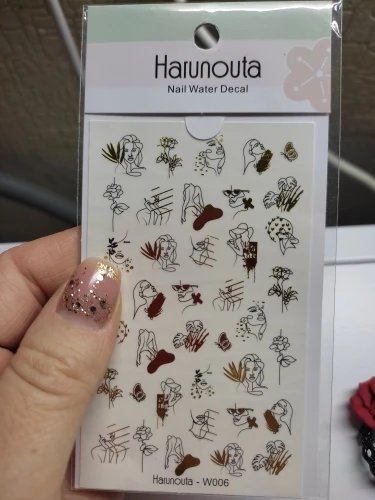 Harunouta
Nail Water Decal
Harunouta - W006